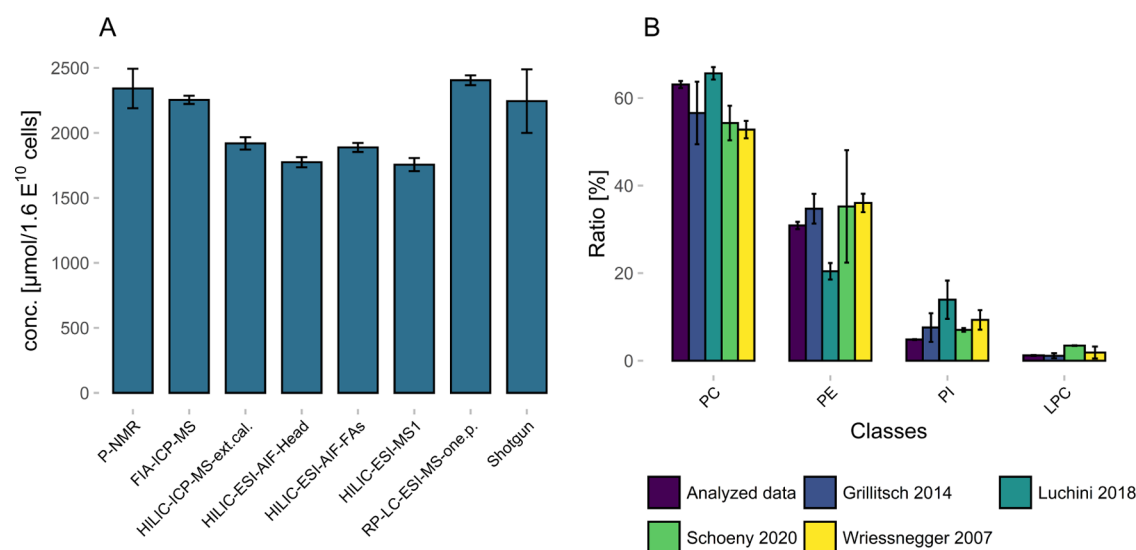 A
conc. [µmol/1.6 E¹⁰ cells]
2500
2000
1500
1000
500
0
P-NMR
FIA-ICP-MS
HILIC-ICP-MS-ext.cal.
HILIC-ESI-AIF-Head
HILIC-ESI-AIF-FAs
HILIC-ESI-MS1
RP-LC-ESI-MS-one.p.
Shotgun
B
Ratio [%]
60
40
20
0
PC
PE
PI
LPC
Classes
Analyzed data
Grillitsch 2014
Luchini 2018
Schoeny 2020
Wriessnegger 2007